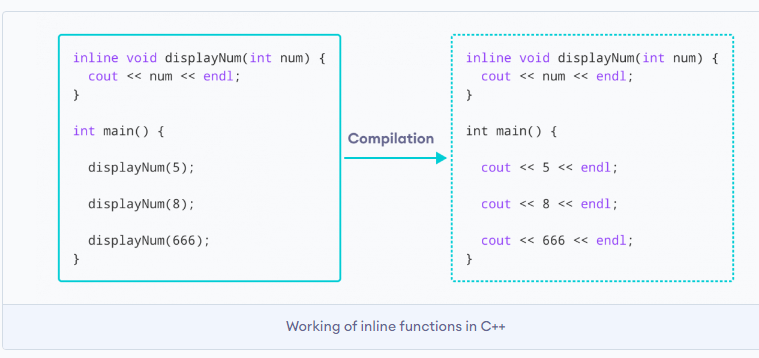 inline void displayNum(int num) {
  cout << num << endl;
}
int main() {
  displayNum(5);
  displayNum(8);
  displayNum(666);
}
Compilation
inline void displayNum(int num) {
  cout << num << endl;
}
int main() {
  cout << 5 << endl;
  cout << 8 << endl;
  cout << 666 << endl;
}
Working of inline functions in C++